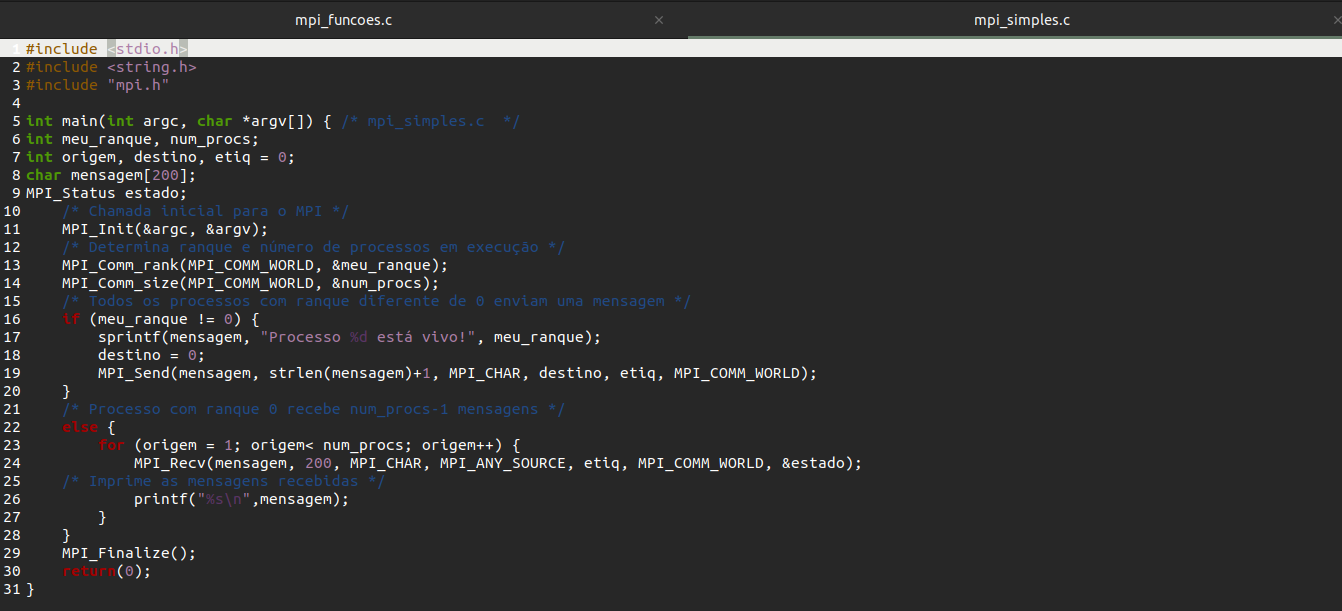 mpi_funcoes.c × mpi_simples.c ×
1 #include <stdio.h>
2 #include <string.h>
3 #include "mpi.h"
4
5 int main(int argc, char *argv[]) { /* mpi_simples.c  */
6 int meu_ranque, num_procs;
7 int origem, destino, etiq = 0;
8 char mensagem[200];
9 MPI_Status estado;
10     /* Chamada inicial para o MPI */
11     MPI_Init(&argc, &argv);
12     /* Determina ranque e número de processos em execução */
13     MPI_Comm_rank(MPI_COMM_WORLD, &meu_ranque);
14     MPI_Comm_size(MPI_COMM_WORLD, &num_procs);
15     /* Todos os processos com ranque diferente de 0 enviam uma mensagem */
16     if (meu_ranque != 0) {
17         sprintf(mensagem, "Processo %d está vivo!", meu_ranque);
18         destino = 0;
19         MPI_Send(mensagem, strlen(mensagem)+1, MPI_CHAR, destino, etiq, MPI_COMM_WORLD);
20     }
21     /* Processo com ranque 0 recebe num_procs-1 mensagens */
22     else {
23         for (origem = 1; origem< num_procs; origem++) {
24             MPI_Recv(mensagem, 200, MPI_CHAR, MPI_ANY_SOURCE, etiq, MPI_COMM_WORLD, &estado);
25     /* Imprime as mensagens recebidas */
26             printf("%s\n",mensagem);
27         }
28     }
29     MPI_Finalize();
30     return(0);
31 }